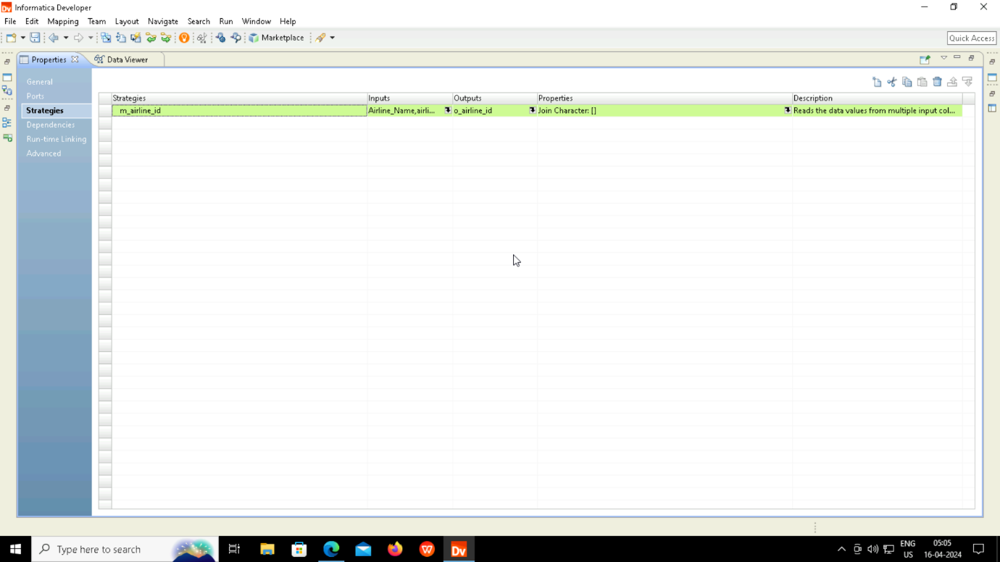 Dv Informatica Developer
File Edit Mapping Team Layout Navigate Search Run Window Help
Marketplace Quick Access
Properties Data Viewer
General
Ports
Strategies
Dependencies
Run-time Linking
Advanced
Strategies Inputs Outputs Properties Description
m_airline_id Airline_Name,airli... o_airline_id Join Character: [] Reads the data values from multiple input col...
Type here to search
W
Dv
ENG
US
05:05
16-04-2024